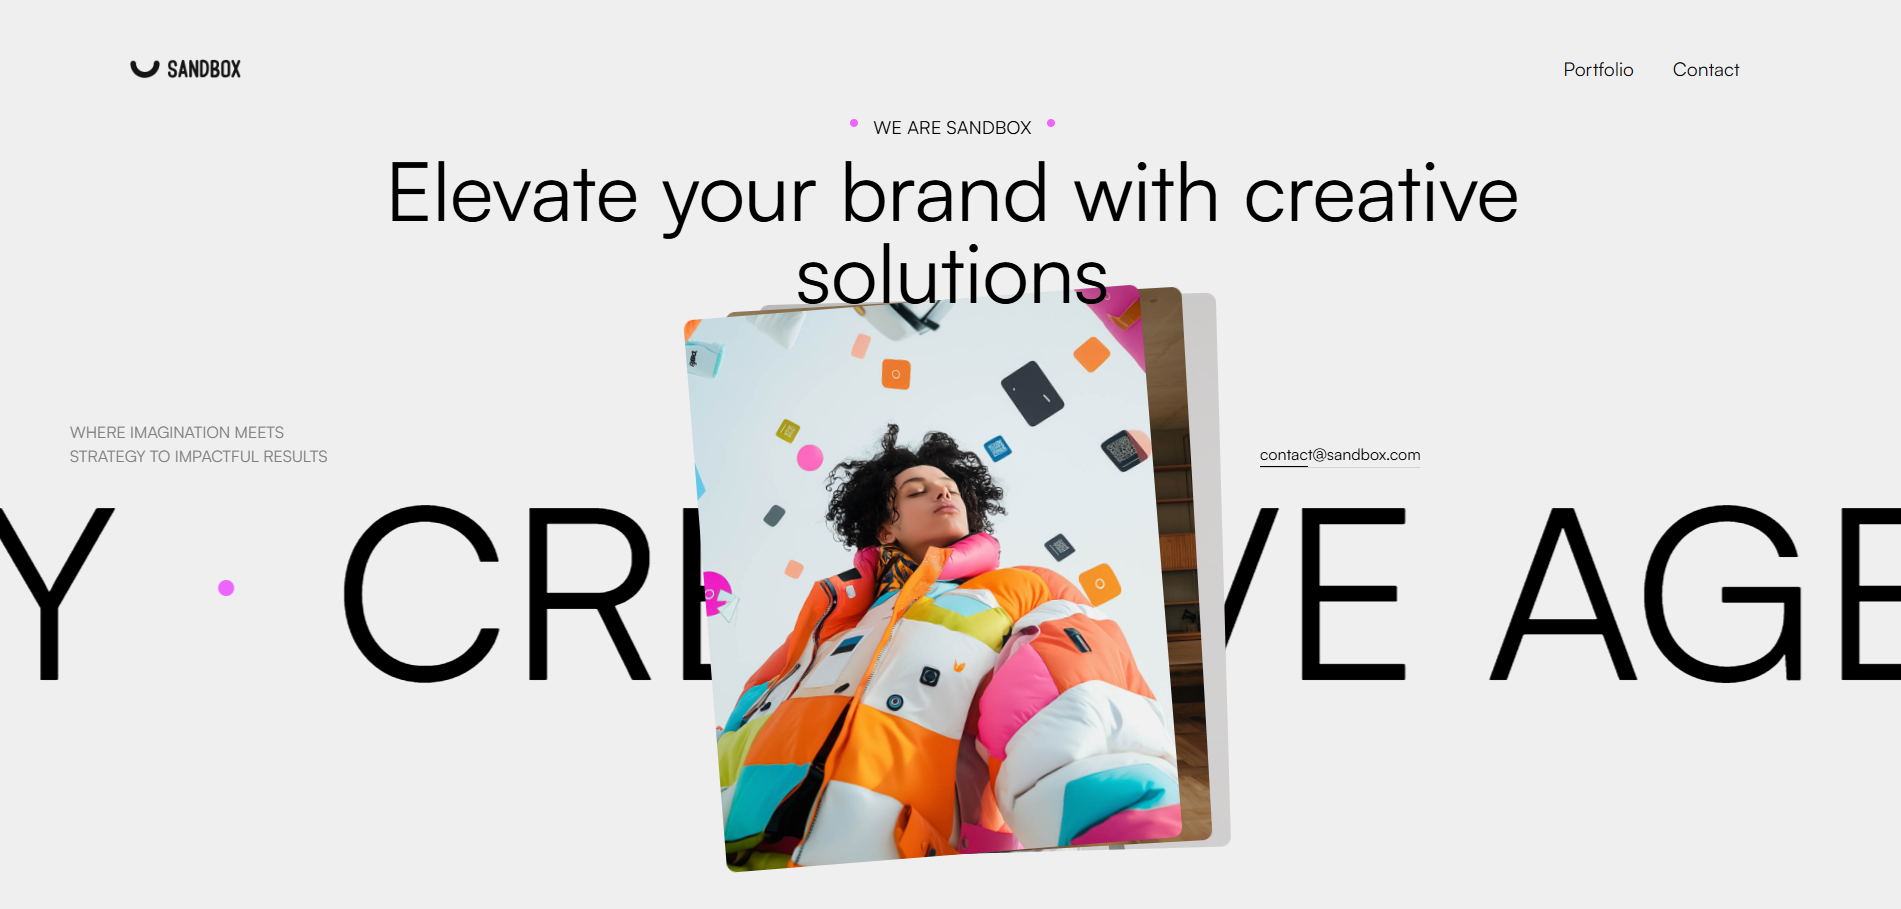 SANDBOX
Portfolio
Contact
WE ARE SANDBOX
Elevate your brand with creative
solutions
WHERE IMAGINATION MEETS
STRATEGY TO IMPACTFUL RESULTS
contact@sandbox.com
Y • CRE VE AGE